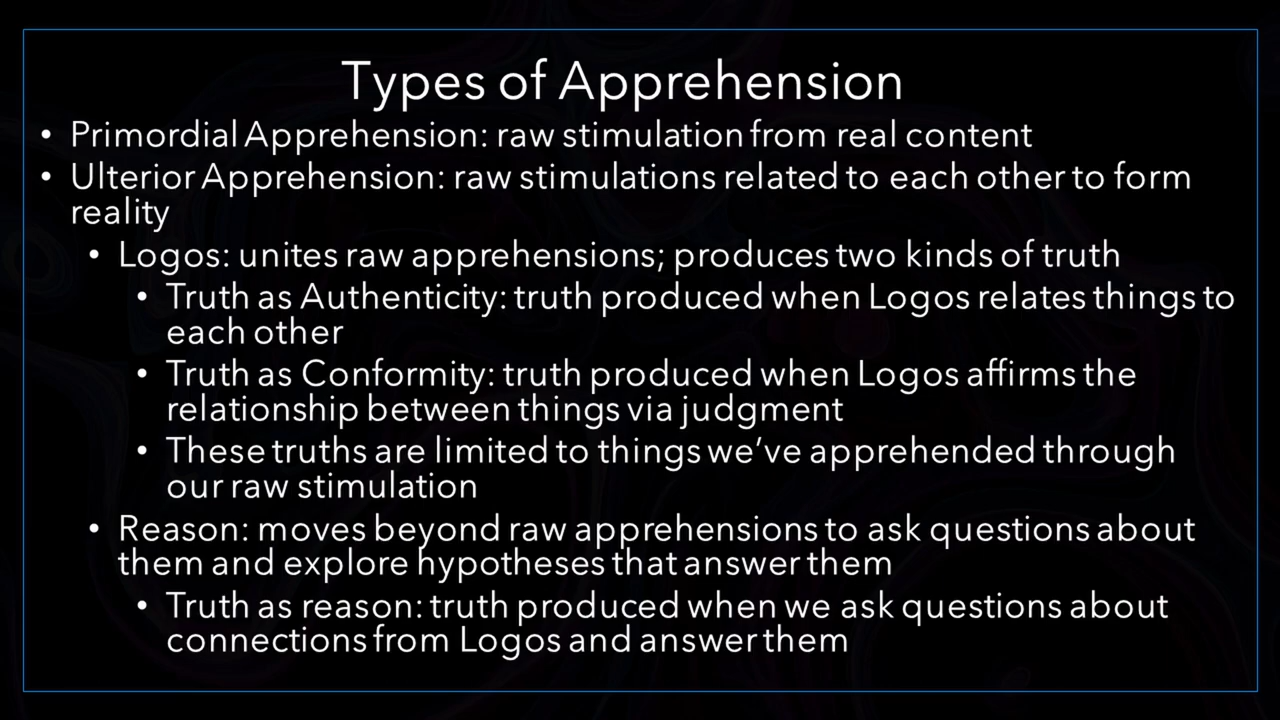 Types of Apprehension
• Primordial Apprehension: raw stimulation from real content
• Ulterior Apprehension: raw stimulations related to each other to form
reality
• Logos: unites raw apprehensions; produces two kinds of truth
• Truth as Authenticity: truth produced when Logos relates things to
each other
• Truth as Conformity: truth produced when Logos affirms the
relationship between things via judgment
• These truths are limited to things we’ve apprehended through
our raw stimulation
• Reason: moves beyond raw apprehensions to ask questions about
them and explore hypotheses that answer them
• Truth as reason: truth produced when we ask questions about
connections from Logos and answer them